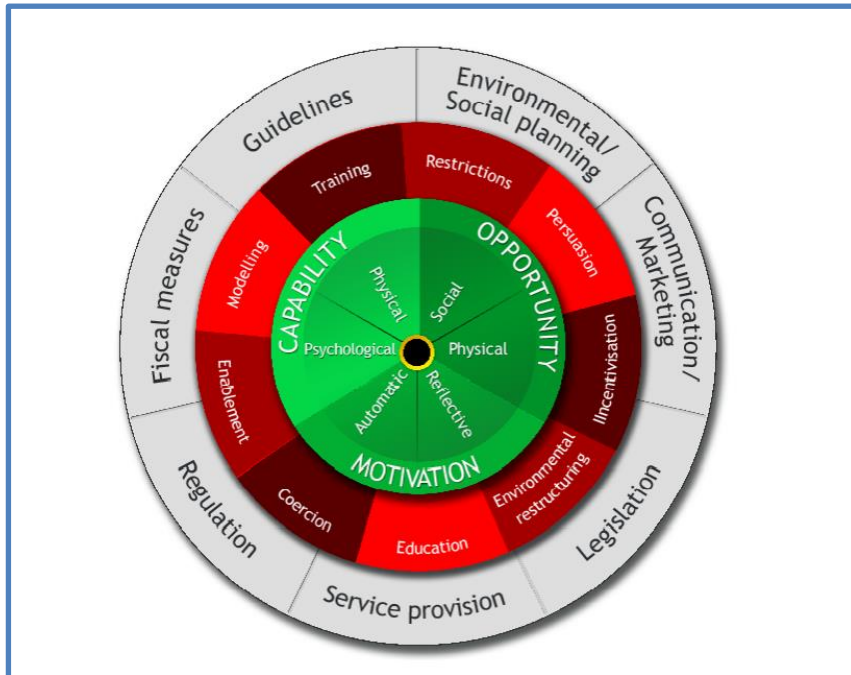 Guidelines
Environmental/
Social planning
Communication/
Marketing
Legislation
Service provision
Regulation
Fiscal measures
Training
Restrictions
Persuasion
IIncentivisation
Environmental
restructuring
Education
Coercion
Enablement
Modelling
CAPABILITY
OPPORTUNITY
MOTIVATION
Physical
Social
Physical
Reflective
Automatic
Psychological